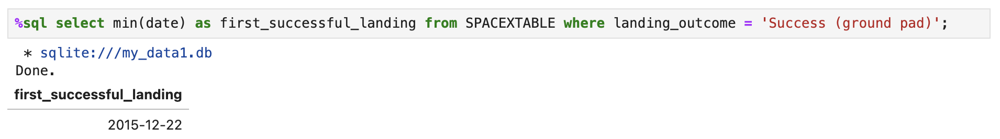 %sql select min(date) as first_successful_landing from SPACEXTABLE where landing_outcome = 'Success (ground pad)';
* sqlite:///my_data1.db
Done.
first_successful_landing
2015-12-22